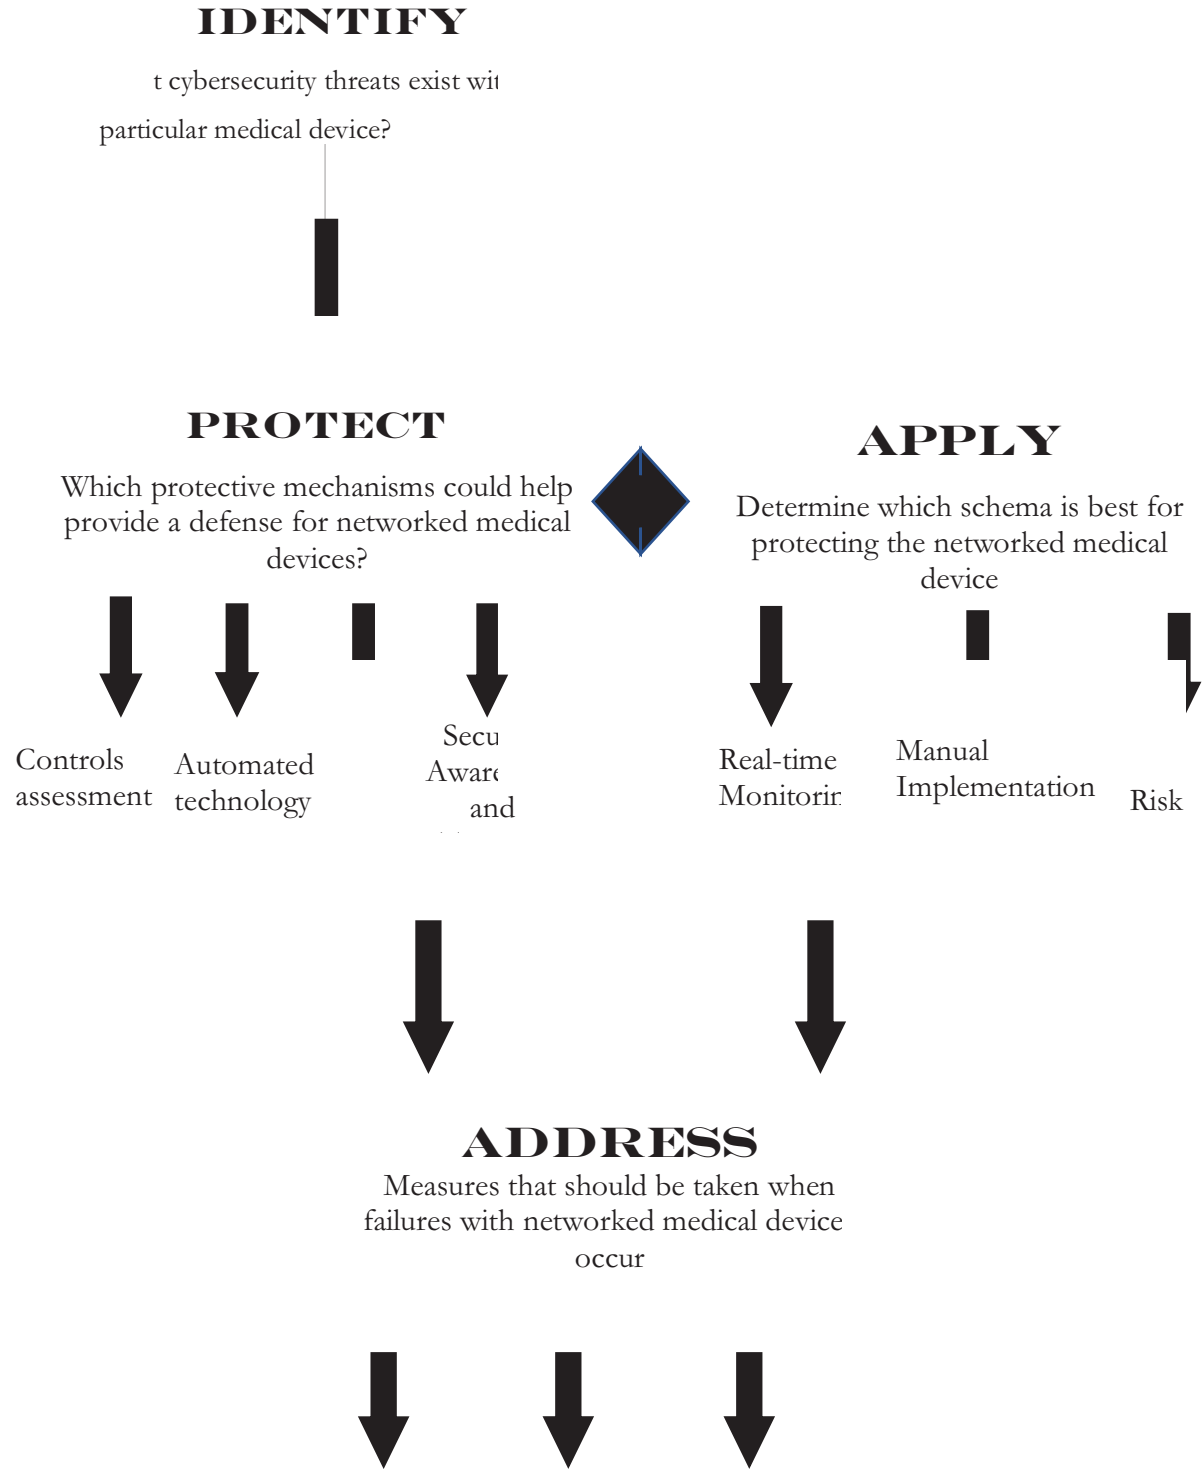 IDENTIFY
t cybersecurity threats exist wit
particular medical device?
PROTECT
Which protective mechanisms could help
provide a defense for networked medical
devices?
APPLY
Determine which schema is best for
protecting the networked medical
device
Controls
assessment
Automated
technology
Secu
Aware
and
Real-time
Monitorin
Manual
Implementation
Risk
ADDRESS
Measures that should be taken when
failures with networked medical device
occur